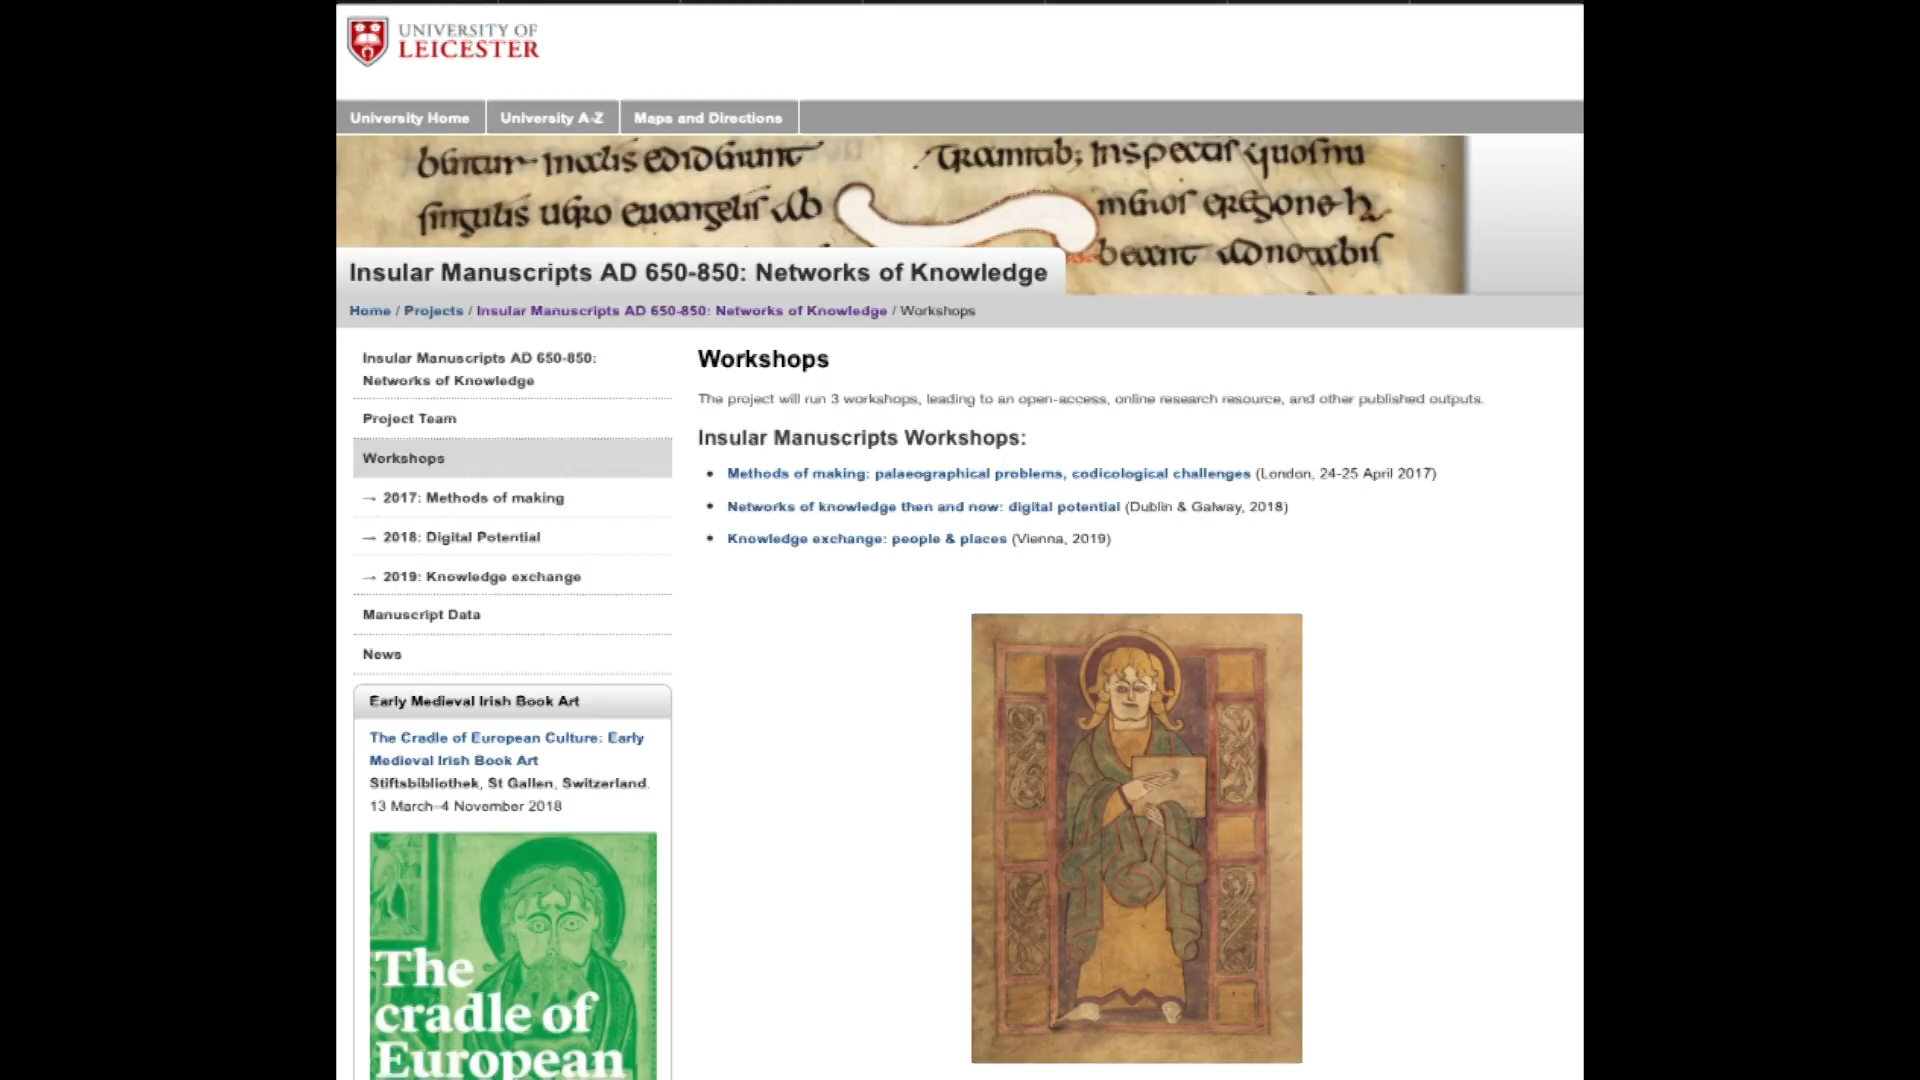 UNIVERSITY OF
LEICESTER
University Home
University A-Z
Maps and Directions
Insular Manuscripts AD 650-850: Networks of Knowledge
Home / Projects / Insular Manuscripts AD 650-850: Networks of Knowledge / Workshops
Insular Manuscripts AD 650-850:
Networks of Knowledge
Project Team
Workshops
→ 2017: Methods of making
→ 2018: Digital Potential
→ 2019: Knowledge exchange
Manuscript Data
News
Early Medieval Irish Book Art
The Cradle of European Culture: Early
Medieval Irish Book Art
Stiftsbibliothek, St Gallen, Switzerland.
13 March–4 November 2018
The
cradle of
European
Workshops
The project will run 3 workshops, leading to an open-access, online research resource, and other published outputs.
Insular Manuscripts Workshops:
• Methods of making: palaeographical problems, codicological challenges (London, 24-25 April 2017)
• Networks of knowledge then and now: digital potential (Dublin & Galway, 2018)
• Knowledge exchange: people & places (Vienna, 2019)